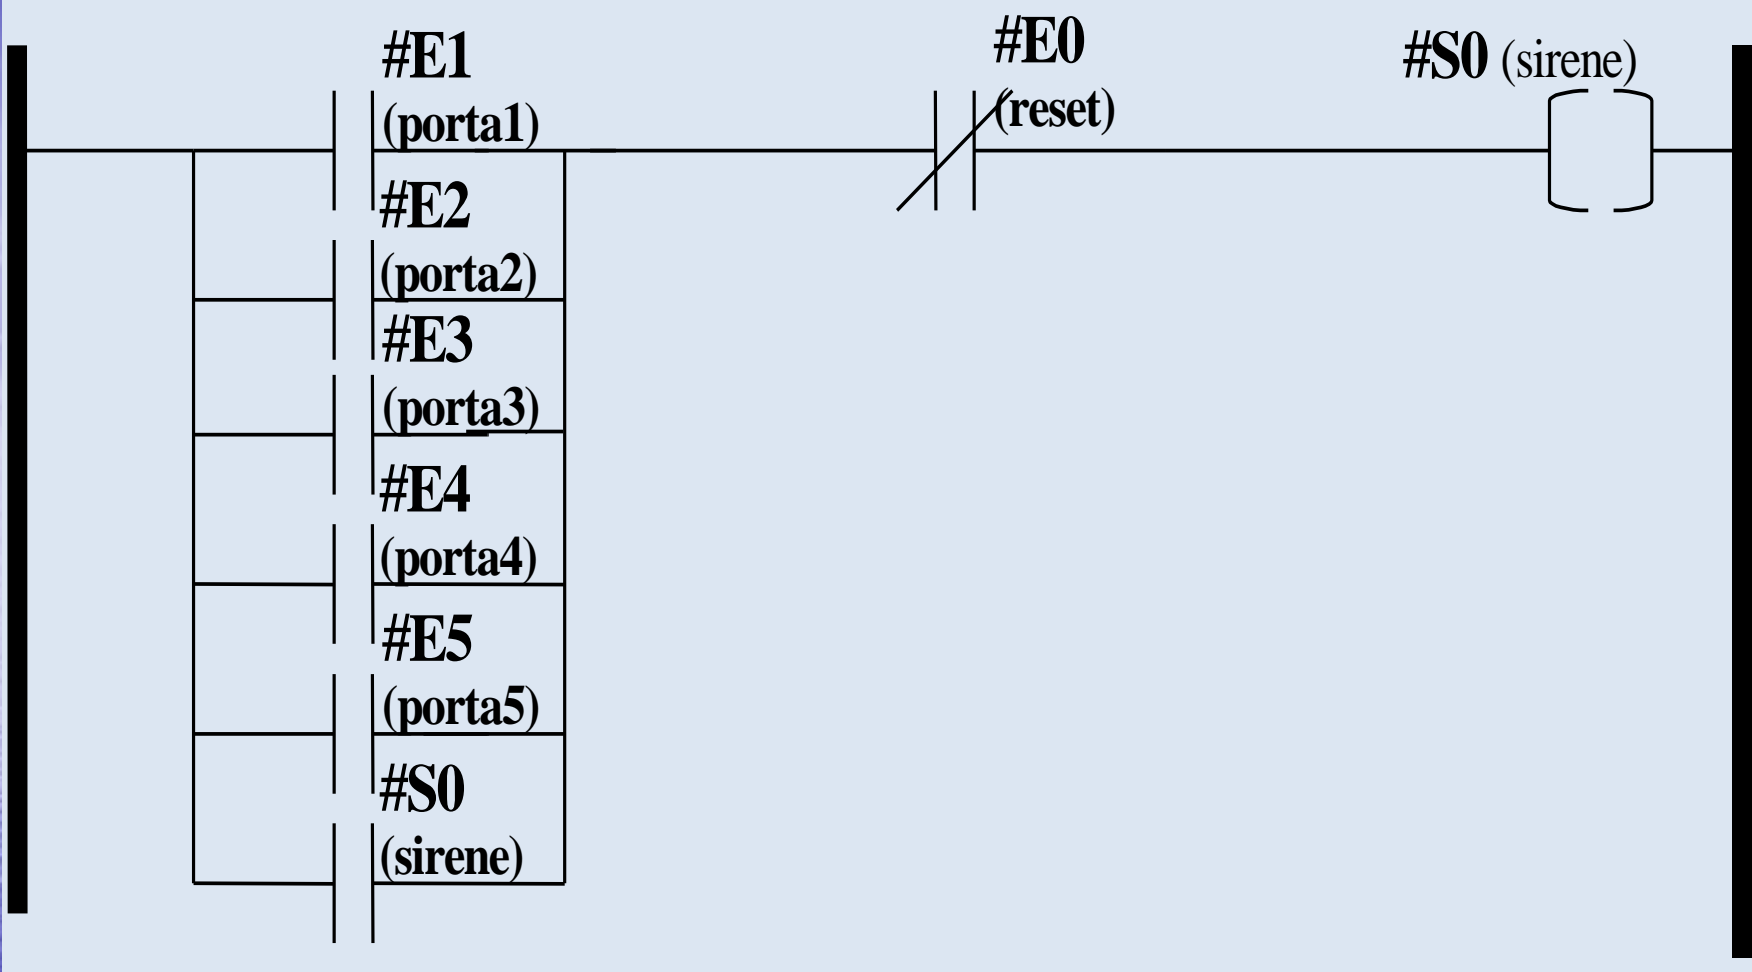 #E1
(porta1)
#E0
(reset)
#S0 (sirene)
#E2
(porta2)
#E3
(porta3)
#E4
(porta4)
#E5
(porta5)
#S0
(sirene)